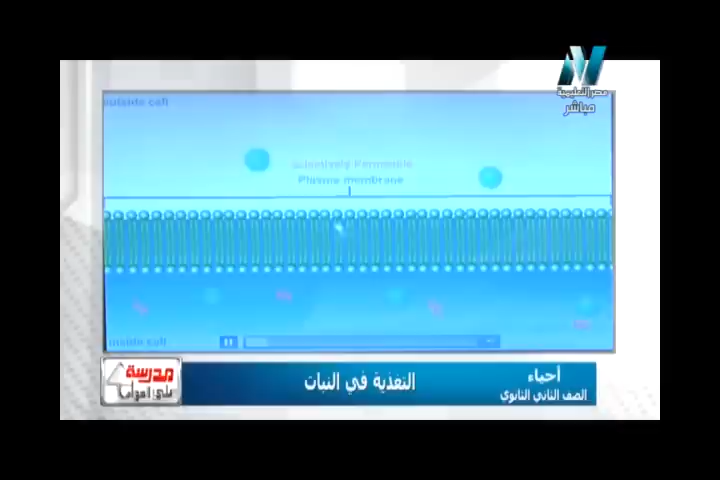 مصر التعليمية
مباشر
outside cell
Selectively Permeable
Plasma membrane
inside cell
أحياء
الصف الثاني الثانوي
التغذية في النبات
مدرسة
على الهواء